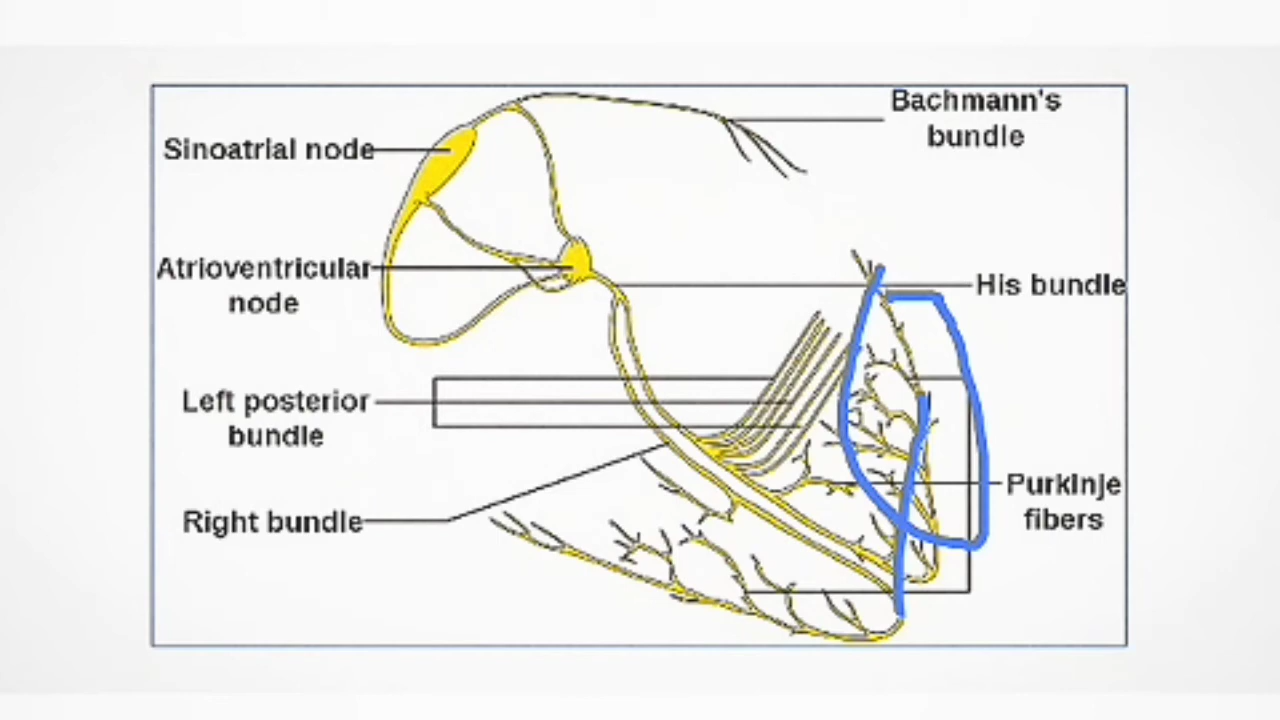 Bachmann's
bundle
Sinoatrial node
Atrioventricular
node
His bundle
Left posterior
bundle
Purkinje
fibers
Right bundle